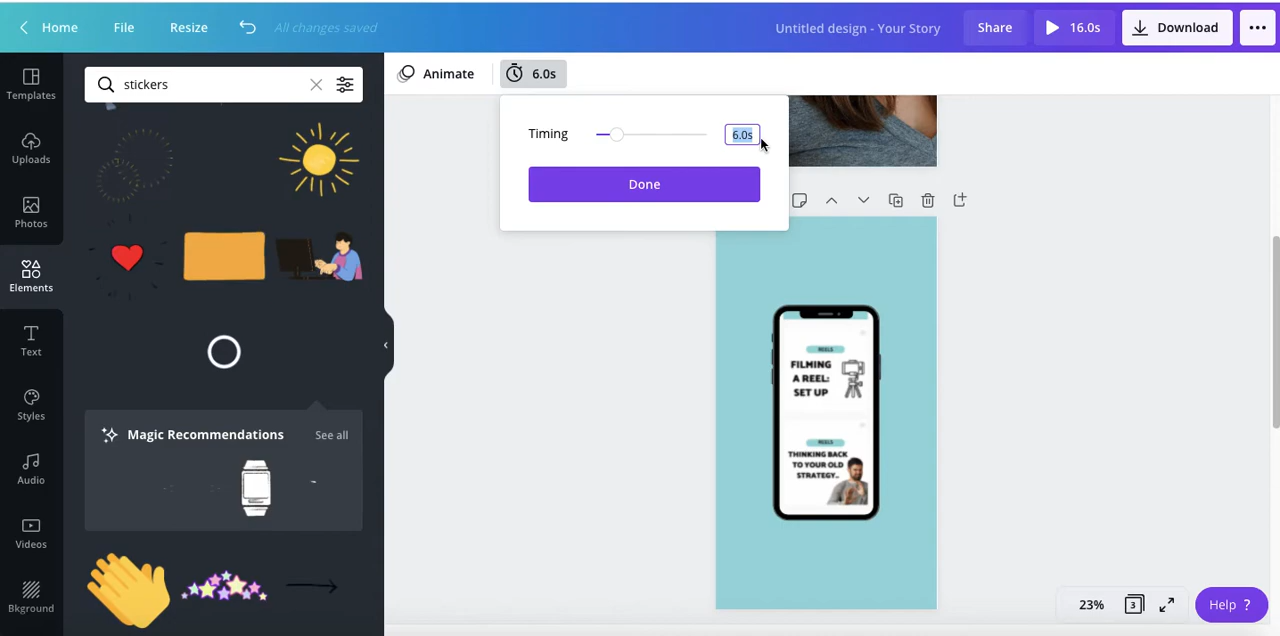 Home
File
Resize
All changes saved
Untitled design - Your Story
Share
16.0s
Download
Templates
Uploads
Photos
Elements
Text
Styles
Audio
Videos
Bkground
stickers
Magic Recommendations
See all
Animate
6.0s
Timing
6.0s
Done
REELS
FILMING
A REEL:
SET UP
REELS
THINKING BACK
TO YOUR OLD
STRATEGY..
23%
3
Help ?